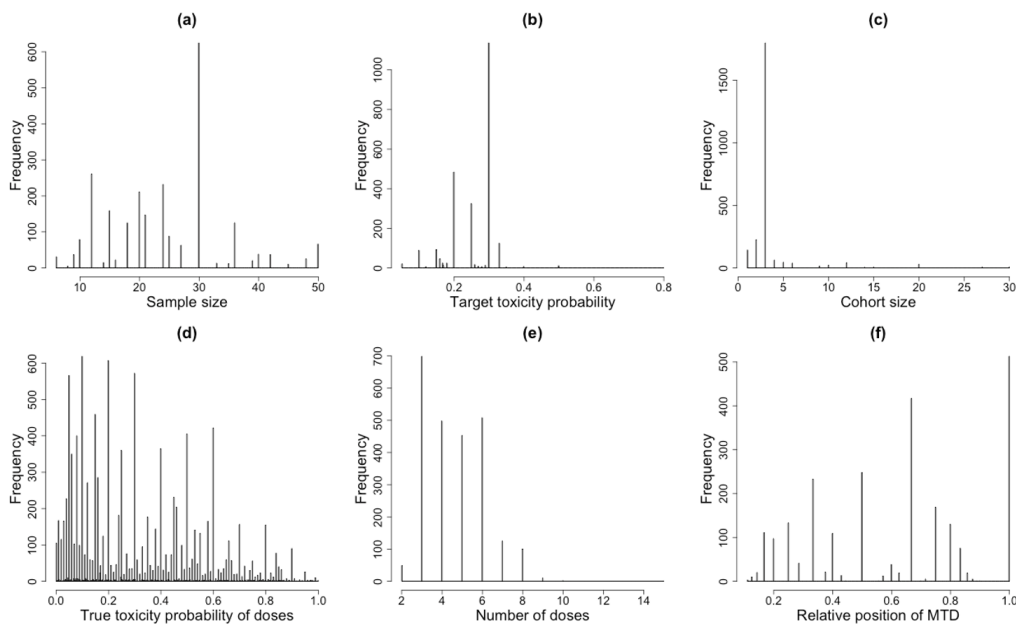 (a)
Frequency
0 100 200 300 400 500 600
10 20 30 40 50
Sample size
(b)
Frequency
0 200 400 600 800 1000
0.2 0.4 0.6 0.8
Target toxicity probability
(c)
Frequency
0 500 1000 1500
0 5 10 15 20 25 30
Cohort size
(d)
Frequency
0 100 200 300 400 500 600
0.0 0.2 0.4 0.6 0.8 1.0
True toxicity probability of doses
(e)
Frequency
0 100 200 300 400 500 600 700
2 4 6 8 10 12 14
Number of doses
(f)
Frequency
0 100 200 300 400 500
0.2 0.4 0.6 0.8 1.0
Relative position of MTD